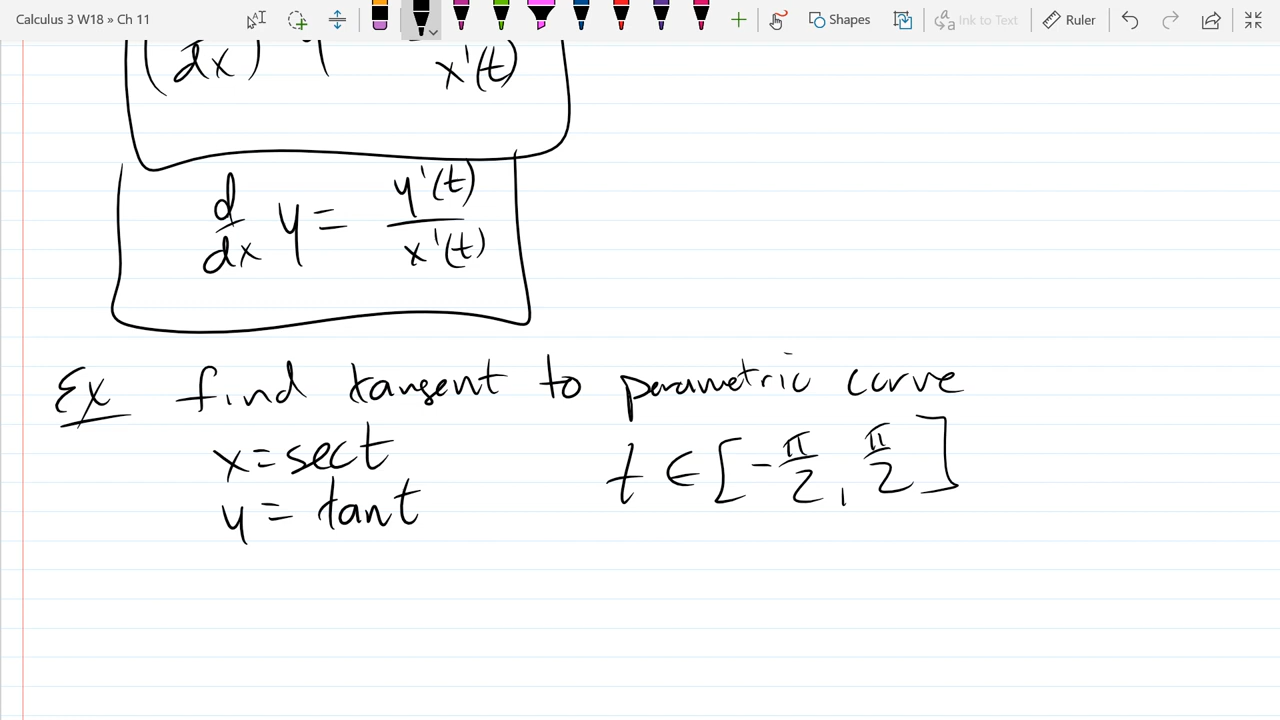 Calculus 3 W18 » Ch 11
Ink to Text
Shapes
Ruler
(d/dx) y x'(t)
d/dx y = y'(t)/x'(t)
Ex find tangent to parametric curve
x = sec t t ∈ [-π/2, π/2]
y = tan t